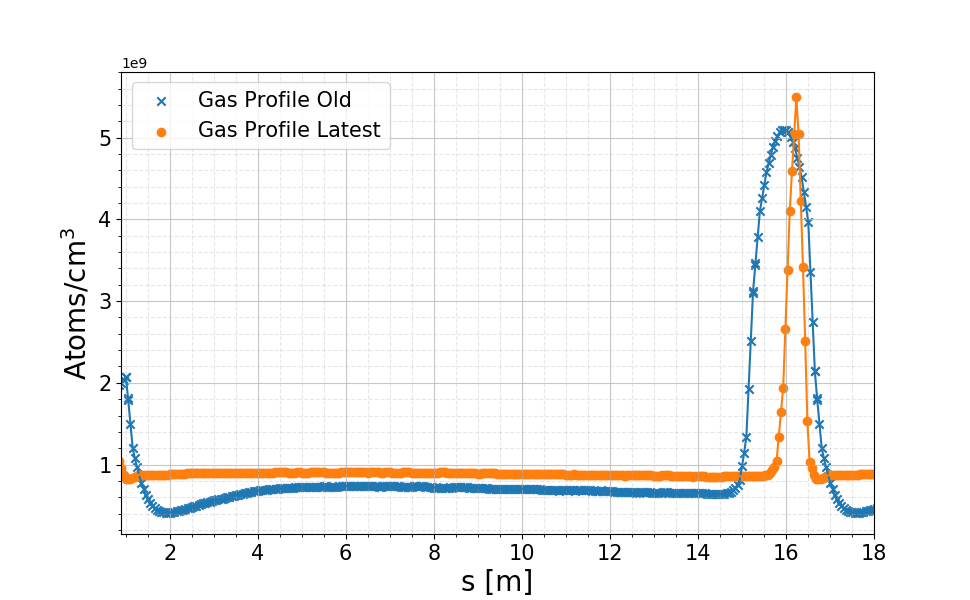 1e9
Gas Profile Old
Gas Profile Latest
5
4
3
2
1
Atoms/cm³
2 4 6 8 10 12 14 16 18
s [m]